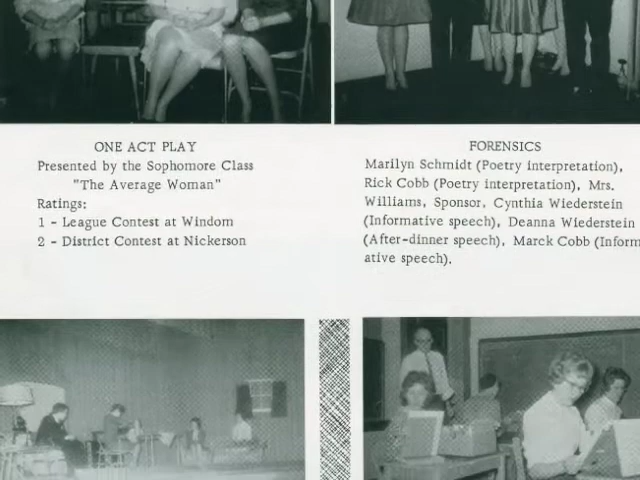 ONE ACT PLAY
Presented by the Sophomore Class
"The Average Woman"
Ratings:
1 - League Contest at Windom
2 - District Contest at Nickerson
FORENSICS
Marilyn Schmidt (Poetry interpretation),
Rick Cobb (Poetry interpretation), Mrs.
Williams, Sponsor, Cynthia Wiederstein
(Informative speech), Deanna Wiederstein
(After-dinner speech), Marck Cobb (Inform
ative speech).